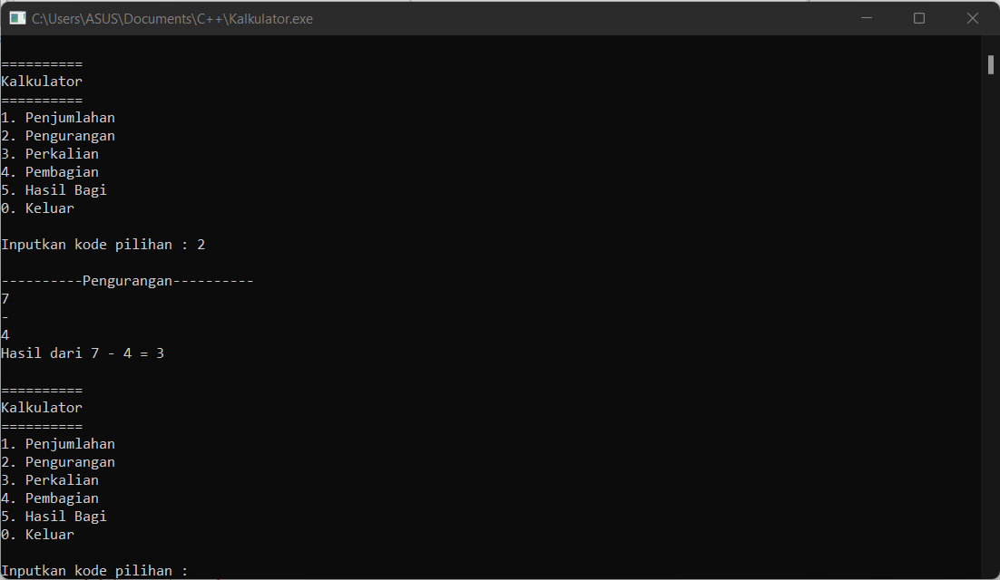 C:\Users\ASUS\Documents\C++\Kalkulator.exe
==========
Kalkulator
==========
1. Penjumlahan
2. Pengurangan
3. Perkalian
4. Pembagian
5. Hasil Bagi
0. Keluar
Inputkan kode pilihan : 2
----------Pengurangan----------
7
-
4
Hasil dari 7 - 4 = 3
==========
Kalkulator
==========
1. Penjumlahan
2. Pengurangan
3. Perkalian
4. Pembagian
5. Hasil Bagi
0. Keluar
Inputkan kode pilihan :